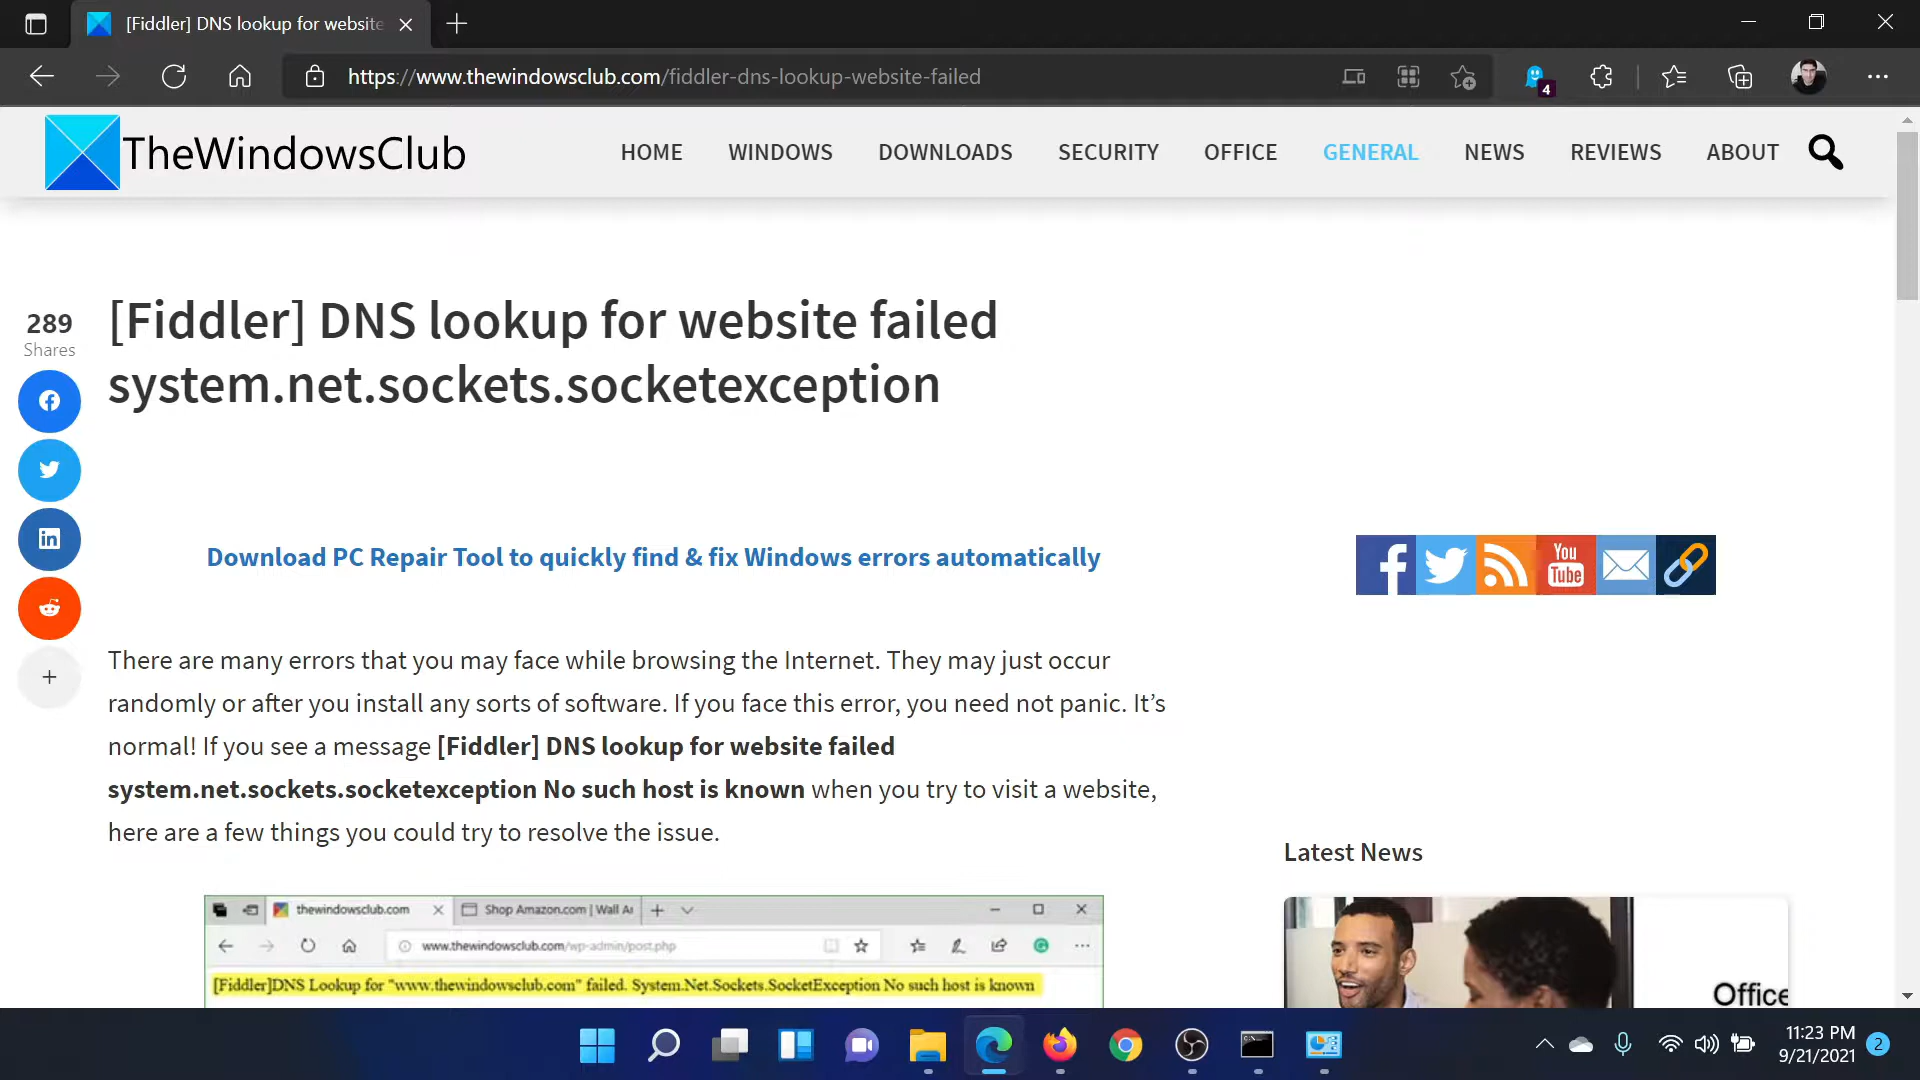 [Fiddler] DNS lookup for website
https://www.thewindowsclub.com/fiddler-dns-lookup-website-failed
4
TheWindowsClub
HOME WINDOWS DOWNLOADS SECURITY OFFICE GENERAL NEWS REVIEWS ABOUT
289
Shares
[Fiddler] DNS lookup for website failed
system.net.sockets.socketexception
Download PC Repair Tool to quickly find & fix Windows errors automatically
You
Tube
There are many errors that you may face while browsing the Internet. They may just occur
randomly or after you install any sorts of software. If you face this error, you need not panic. It’s
normal! If you see a message [Fiddler] DNS lookup for website failed
system.net.sockets.socketexception No such host is known when you try to visit a website,
here are a few things you could try to resolve the issue.
Latest News
thewindowsclub.com
Shop Amazon.com | Wall Ar
www.thewindowsclub.com/wp-admin/post.php
[Fiddler]DNS Lookup for "www.thewindowsclub.com" failed. System.Net.Sockets.SocketException No such host is known
Office
11:23 PM
9/21/2021
2